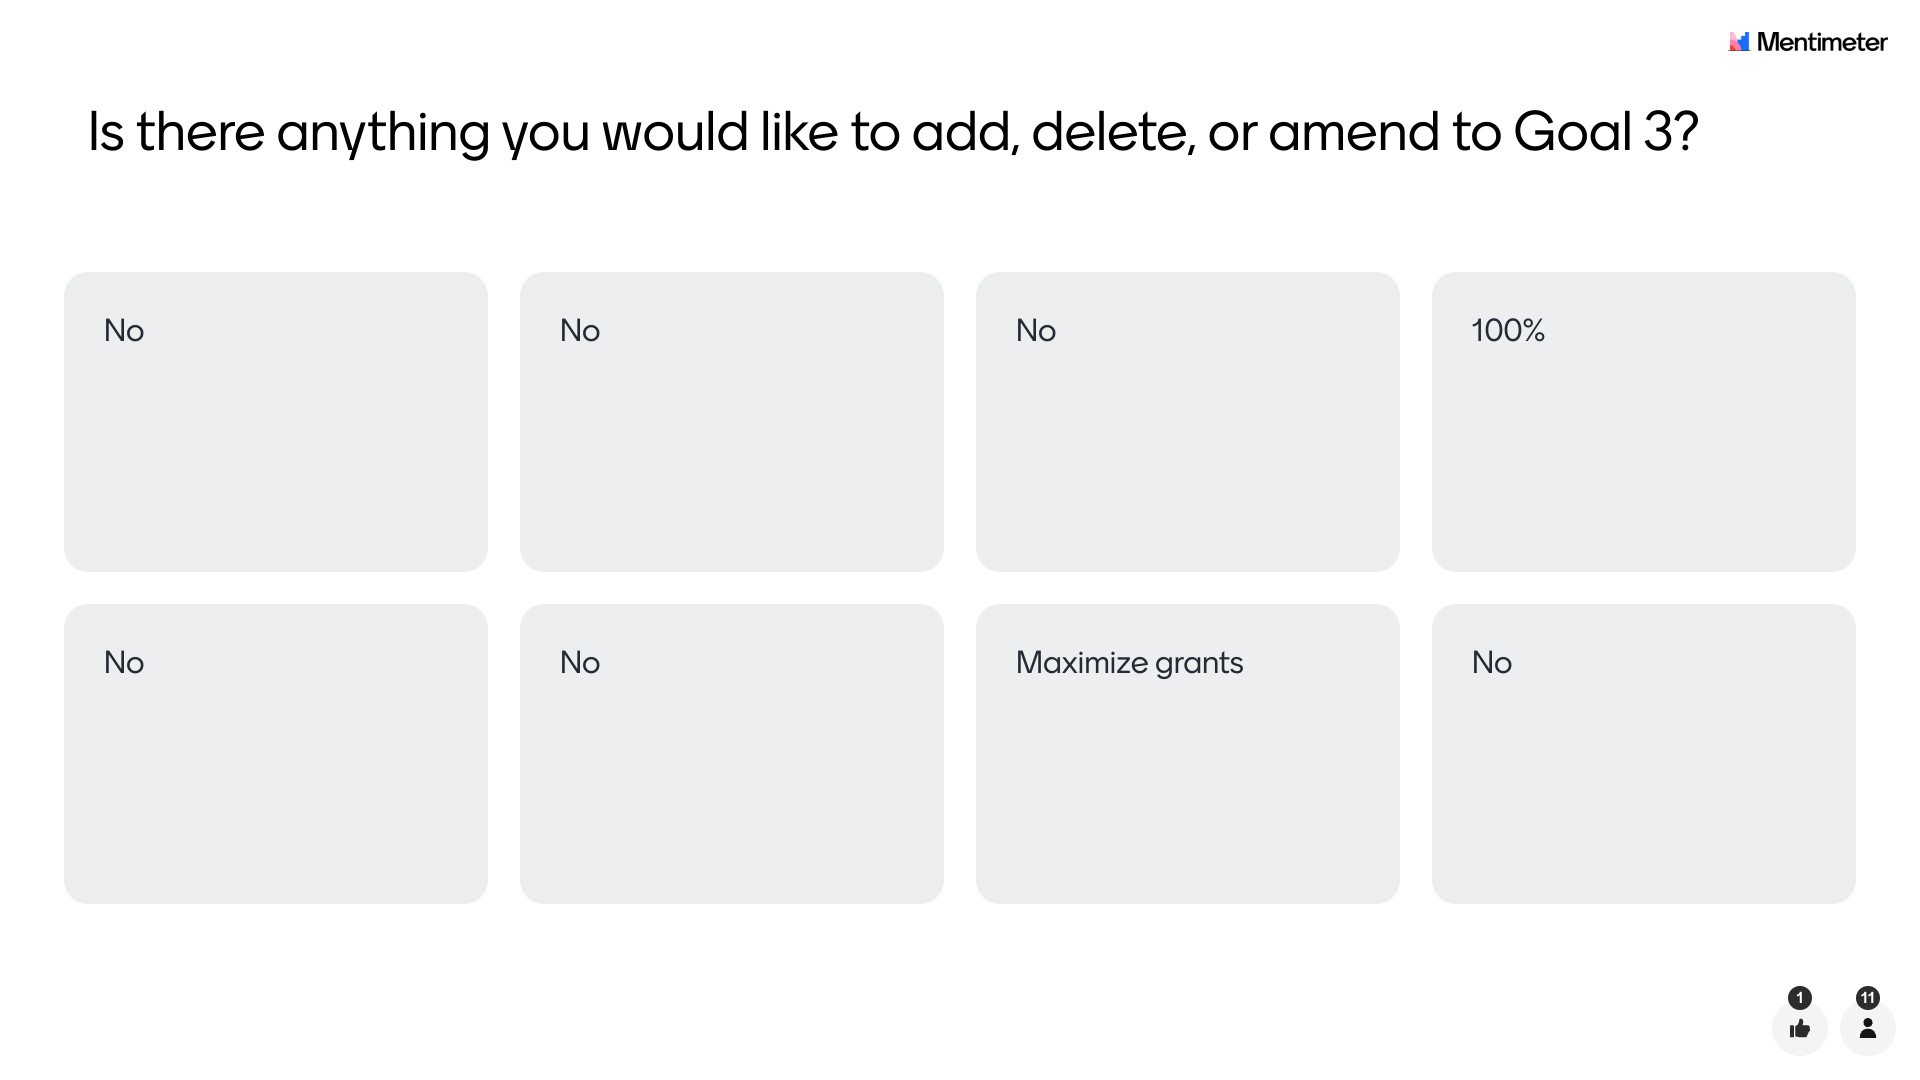 Mentimeter
Is there anything you would like to add, delete, or amend to Goal 3?
No
No
No
100%
No
No
Maximize grants
No
1
11